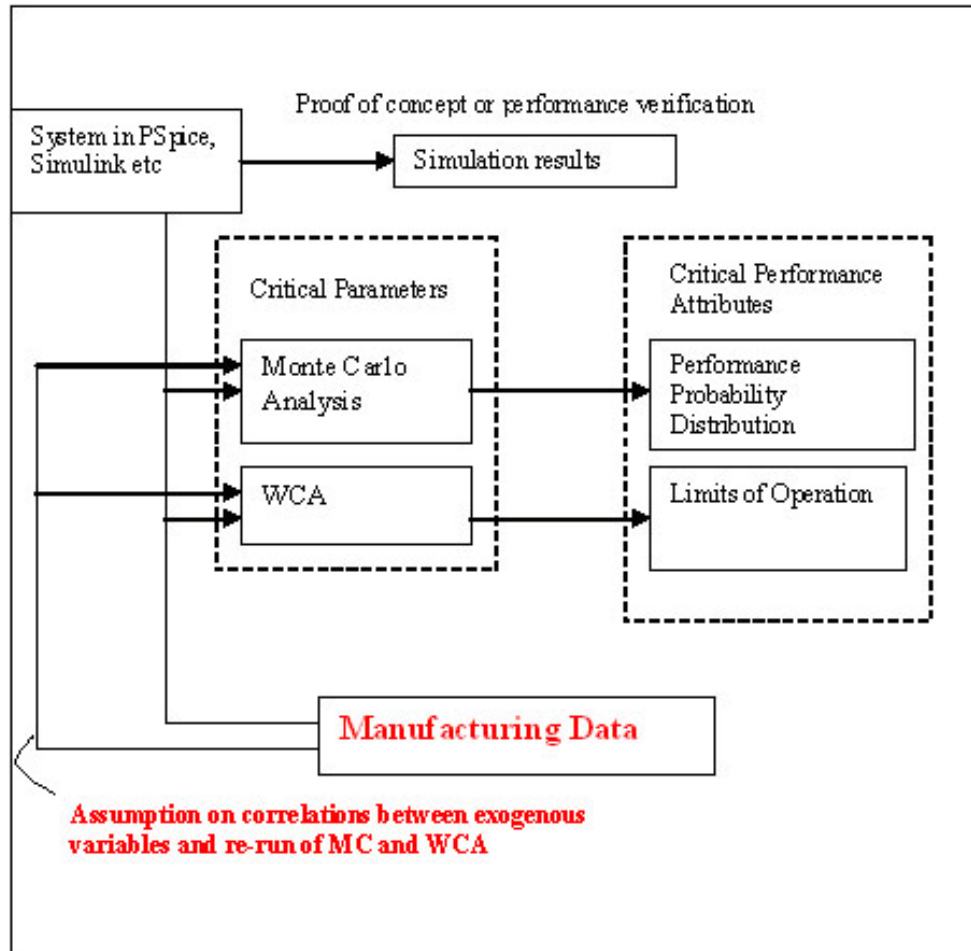 Proof of concept or performance verification
System in PSpice,
Simulink etc
Simulation results
Critical Parameters
Monte Carlo
Analysis
WCA
Critical Performance
Attributes
Performance
Probability
Distribution
Limits of Operation
Manufacturing Data
Assumption on correlations between exogenous
variables and re-run of MC and WCA